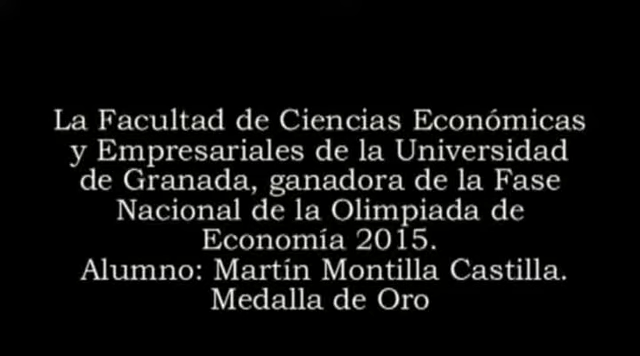 La Facultad de Ciencias Económicas
y Empresariales de la Universidad
de Granada, ganadora de la Fase
Nacional de la Olimpiada de
Economía 2015.
Alumno: Martín Montilla Castilla.
Medalla de Oro